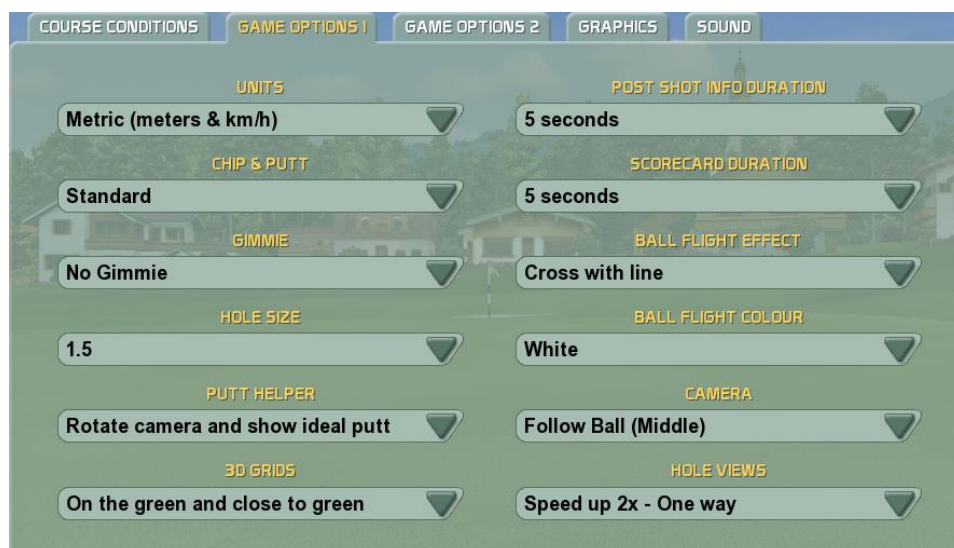 COURSE CONDITIONS
GAME OPTIONS 1
GAME OPTIONS 2
GRAPHICS
SOUND
UNITS
Metric (meters & km/h)
CHIP & PUTT
Standard
GIMMIE
No Gimmie
HOLE SIZE
1.5
PUTT HELPER
Rotate camera and show ideal putt
3D GRIDS
On the green and close to green
POST SHOT INFO DURATION
5 seconds
SCORECARD DURATION
5 seconds
BALL FLIGHT EFFECT
Cross with line
BALL FLIGHT COLOUR
White
CAMERA
Follow Ball (Middle)
HOLE VIEWS
Speed up 2x - One way